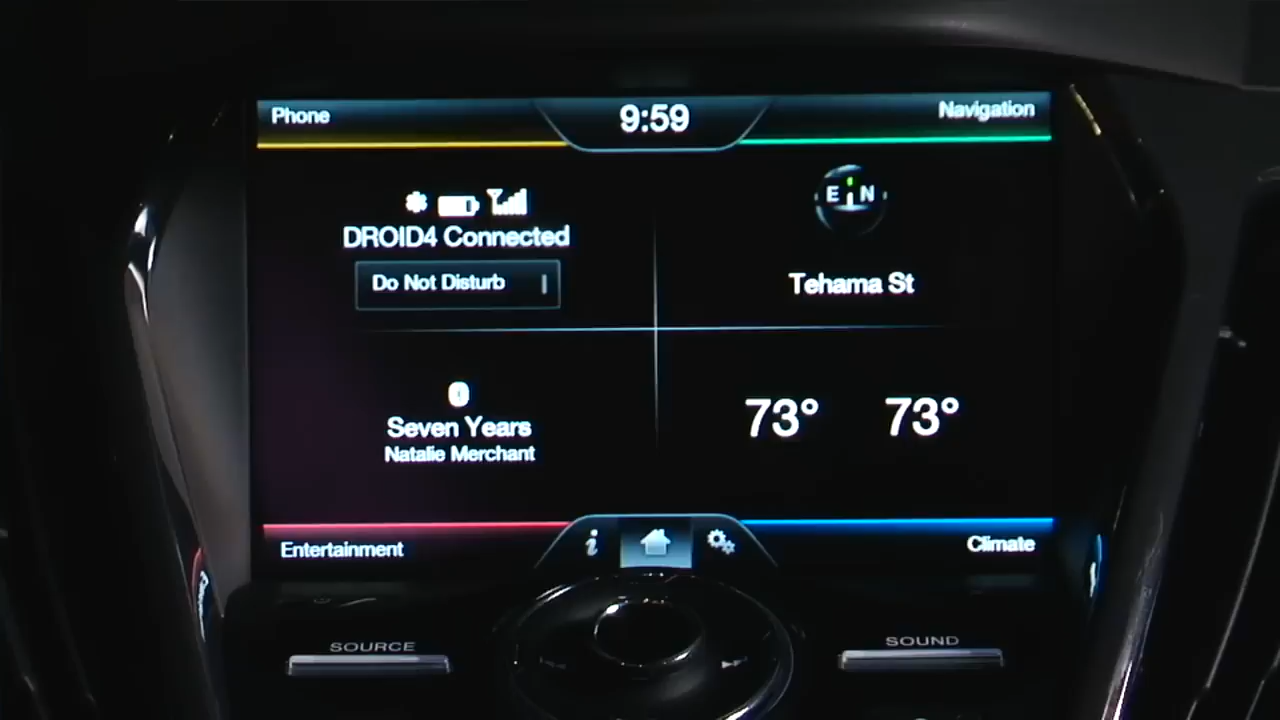 Phone
9:59
Navigation
E N
DROID4 Connected
Do Not Disturb
Tehama St
Seven Years
Natalie Merchant
73° 73°
Entertainment
i
Climate
SOURCE
SOUND